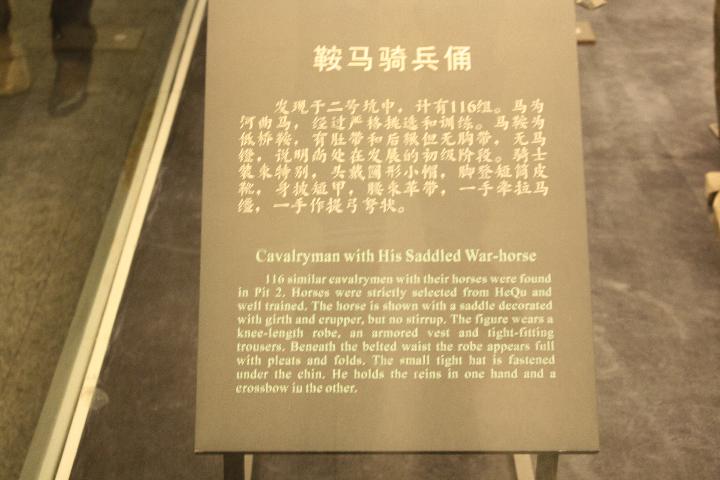 鞍马骑兵俑
发现于二号坑中，计有116组。马为
河曲马，经过严格挑选和训练。马鞍为
低桥鞍，有肚带和后鞧但无胸带，无马
镫，说明尚处在发展的初级阶段。骑士
装束特别，头戴圆形小帽，脚登短筒皮
靴，身披短甲，腰束革带，一手牵拉马
缰，一手作提弓弩状。
Cavalryman with His Saddled War-horse
116 similar cavalrymen with their horses were found
in Pit 2. Horses were strictly selected from HeQu and
well trained. The horse is shown with a saddle decorated
with girth and crupper, but no stirrup. The figure wears a
knee-length robe, an armored vest and tight-fitting
trousers. Beneath the belted waist the robe appears full
with pleats and folds. The small tight hat is fastened
under the chin. He holds the reins in one hand and a
crossbow in the other.